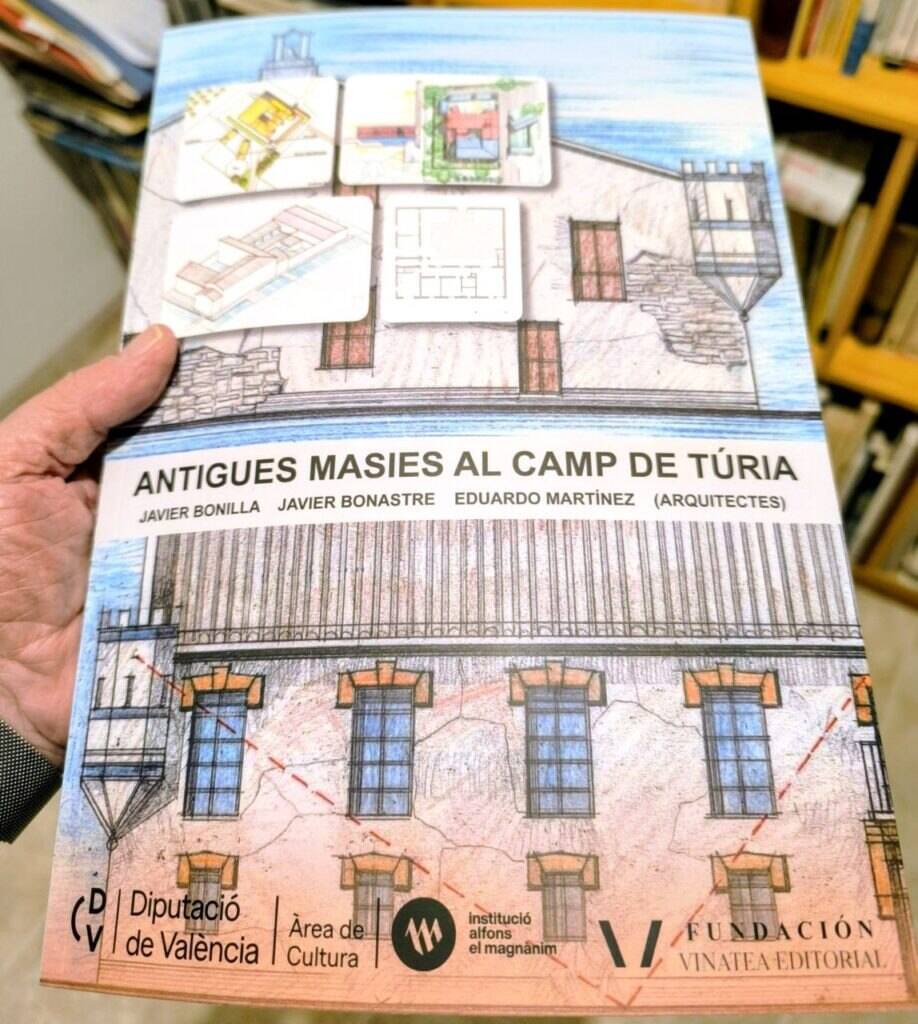 ANTIGUES MASIES AL CAMP DE TÚRIA
JAVIER BONILLA JAVIER BONASTRE EDUARDO MARTÍNEZ (ARQUITECTES)
DV
Diputació
de València
Àrea de
Cultura
institució
alfons
el magnànim
FUNDACIÓN
VINATEA EDITORIAL